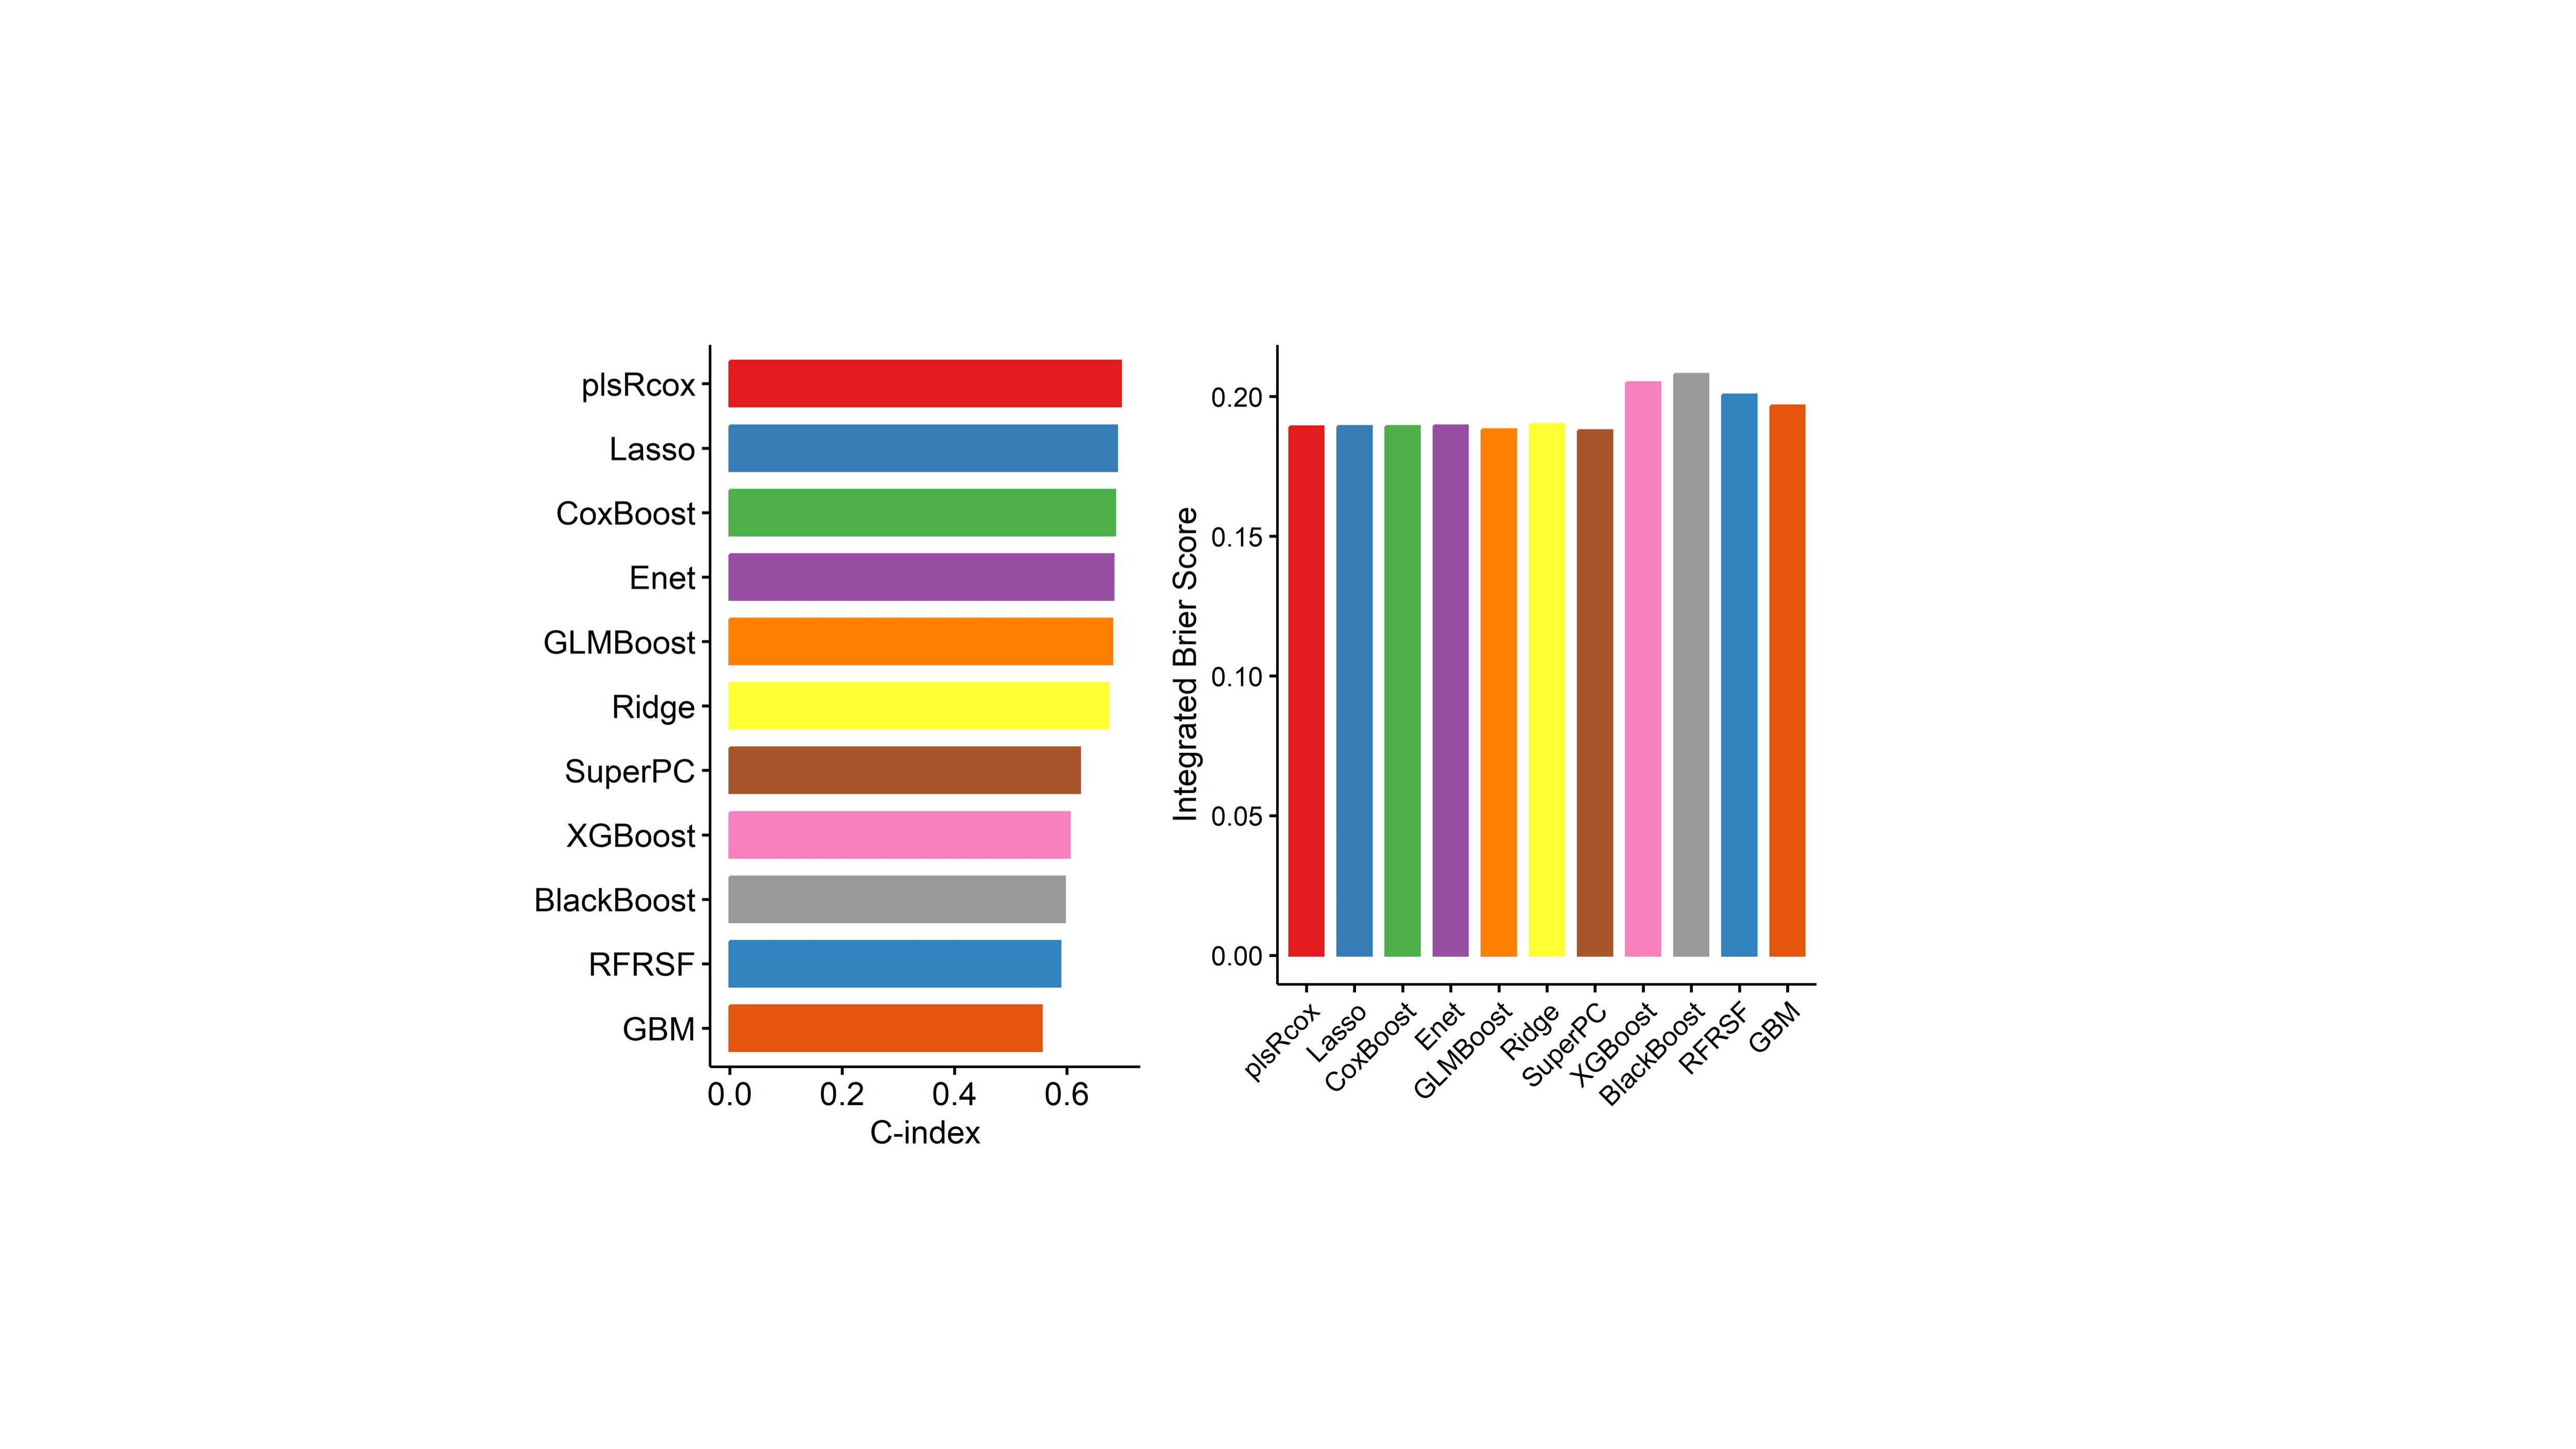 plsRcox
Lasso
CoxBoost
Enet
GLMBoost
Ridge
SuperPC
XGBoost
BlackBoost
RFRSF
GBM
0.0 0.2 0.4 0.6
C-index
Integrated Brier Score
0.20
0.15
0.10
0.05
0.00
plsRcox
Lasso
CoxBoost
Enet
GLMBoost
Ridge
SuperPC
XGBoost
BlackBoost
RFRSF
GBM